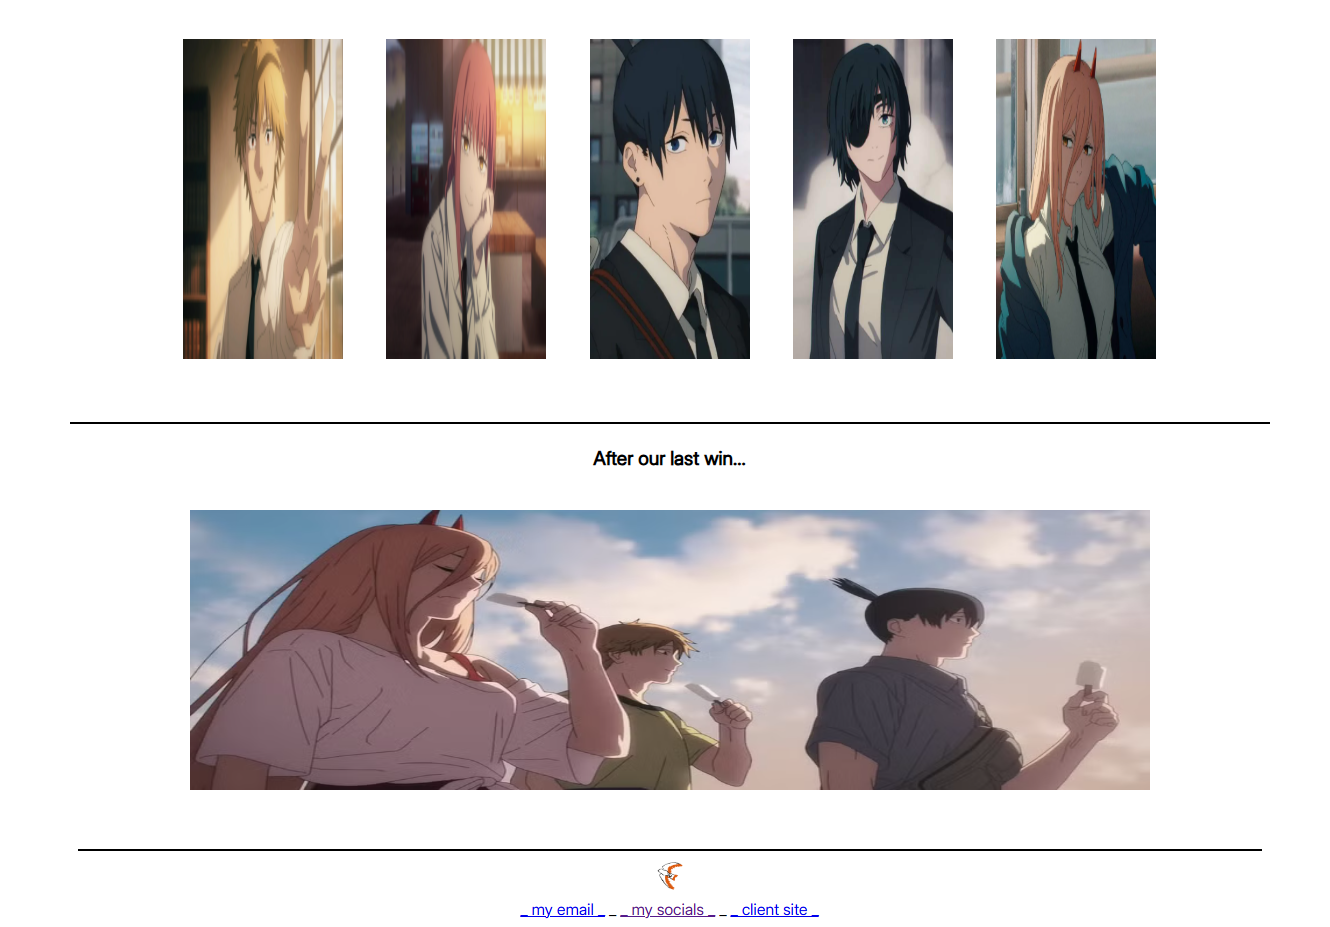 After our last win...
_ my email _ _ _ my socials _ _ _ client site _